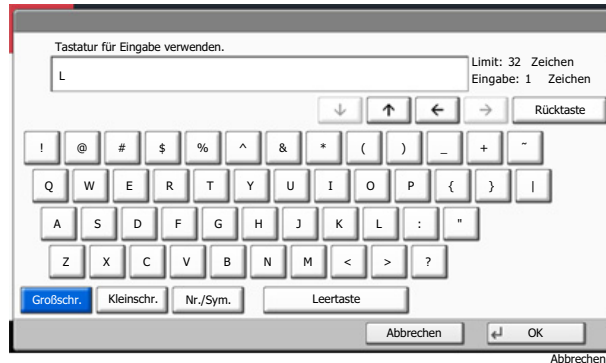 Tastatur für Eingabe verwenden.
L
Limit: 32 Zeichen
Eingabe: 1 Zeichen
↓ ↑ ← → Rücktaste
! @ # $ % ^ & * ( ) _ + ~
Q W E R T Y U I O P { } |
A S D F G H J K L : "
Z X C V B N M < > ?
Großschr. Kleinschr. Nr./Sym. Leertaste
Abbrechen ↵ OK
Abbrechen